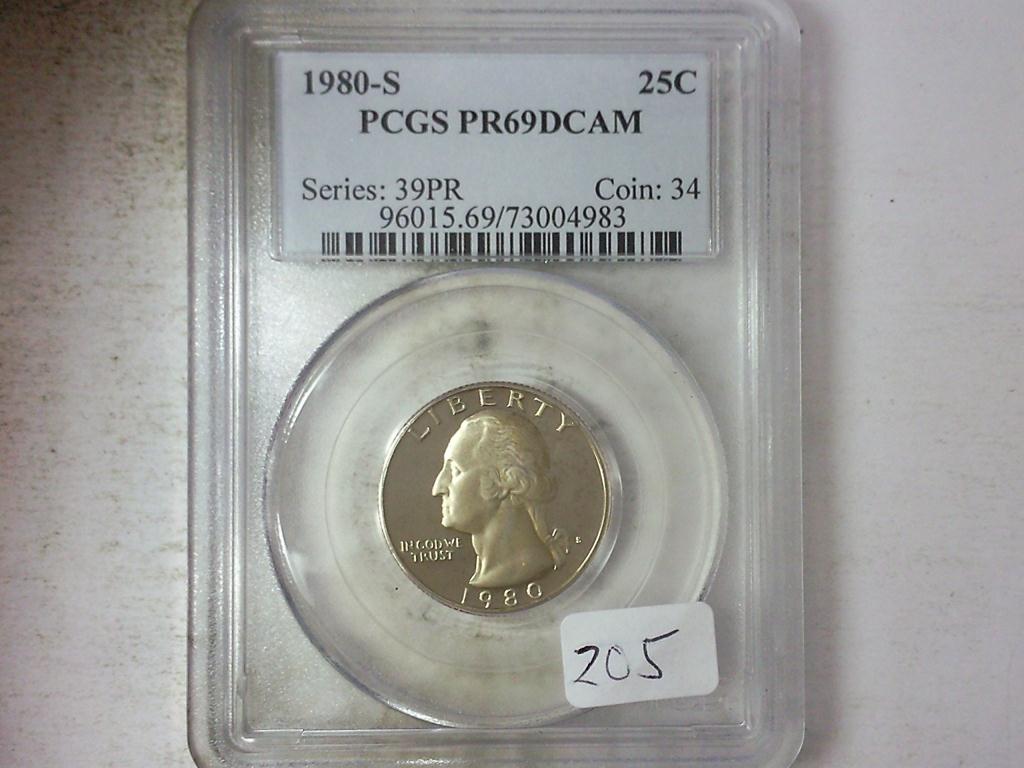 1980-S 25C
PCGS PR69DCAM
Series: 39PR Coin: 34
96015.69/73004983
LIBERTY
IN GOD WE
TRUST
S
1980
205